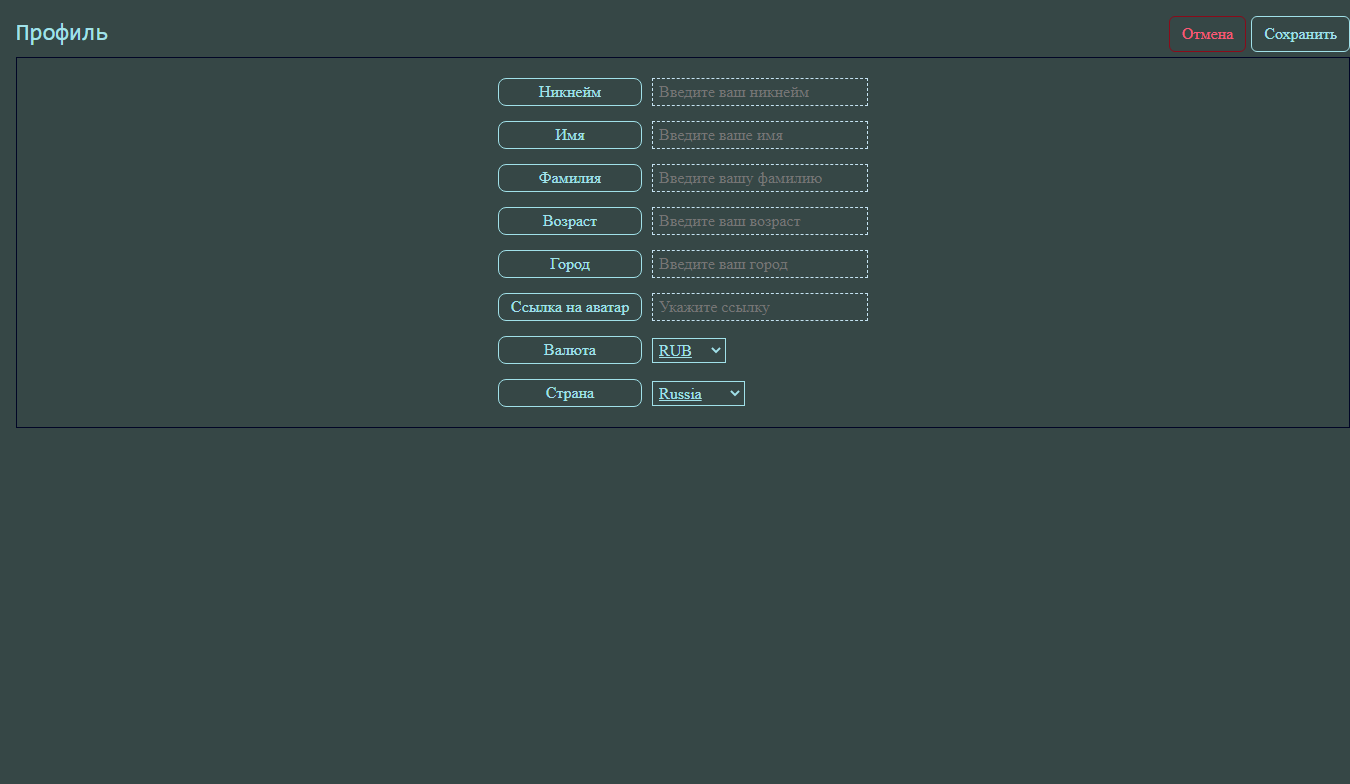 Профиль
Отмена Сохранить
Никнейм Введите ваш никнейм
Имя Введите ваше имя
Фамилия Введите вашу фамилию
Возраст Введите ваш возраст
Город Введите ваш город
Ссылка на аватар Укажите ссылку
Валюта RUB
Страна Russia